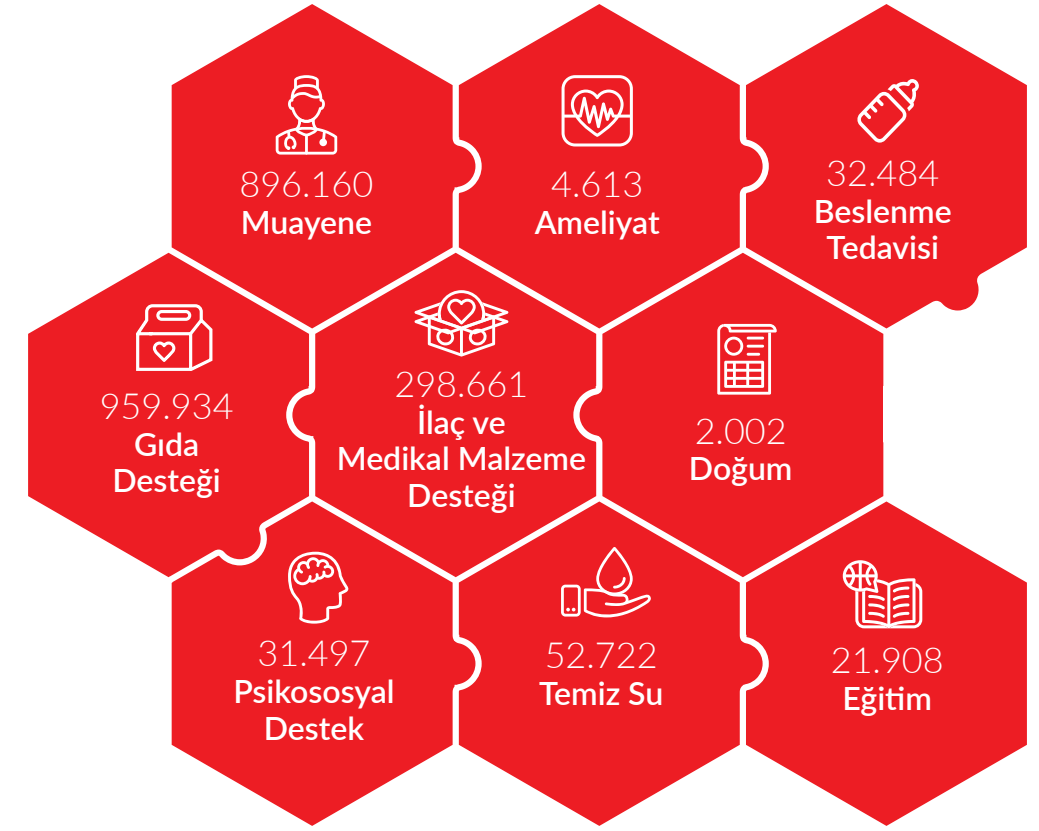 896.160
Muayene
4.613
Ameliyat
32.484
Beslenme
Tedavisi
959.934
Gıda
Desteği
298.661
İlaç ve
Medikal Malzeme
Desteği
2.002
Doğum
31.497
Psikososyal
Destek
52.722
Temiz Su
21.908
Eğitim